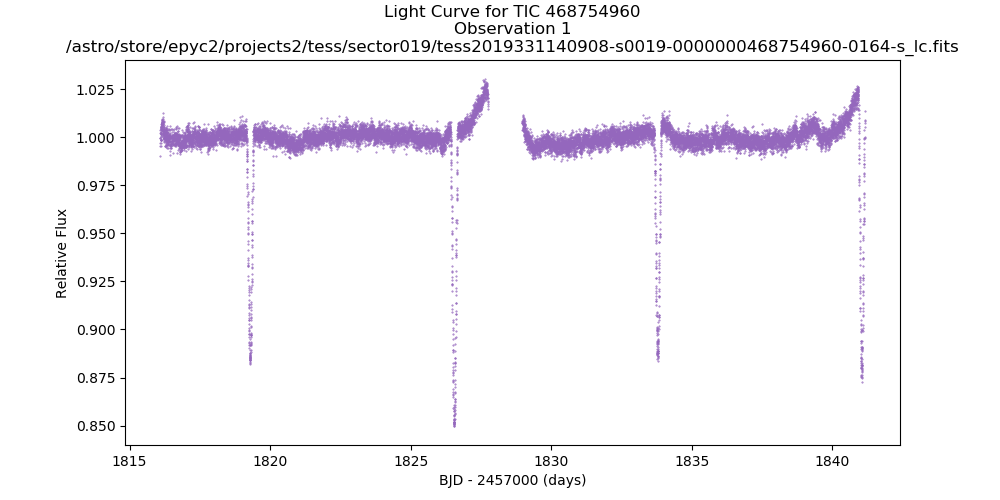 Light Curve for TIC 468754960
Observation 1
/astro/store/epyc2/projects2/tess/sector019/tess2019331140908-s0019-0000000468754960-0164-s_lc.fits
1.025
1.000
0.975
0.950
0.925
0.900
0.875
0.850
Relative Flux
1815
1820
1825
1830
1835
1840
BJD - 2457000 (days)